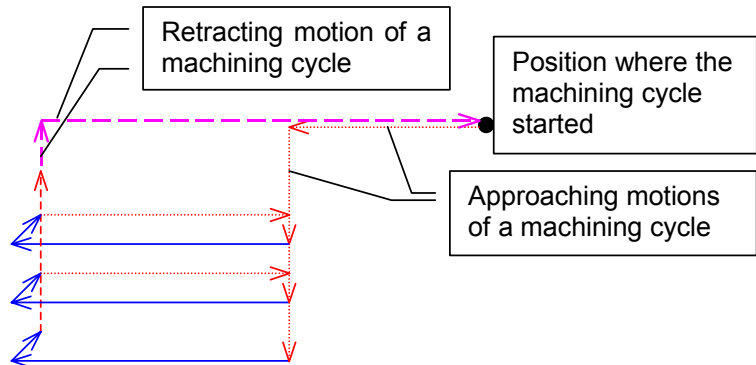 Retracting motion of a
machining cycle
Position where the
machining cycle
started
Approaching motions
of a machining cycle